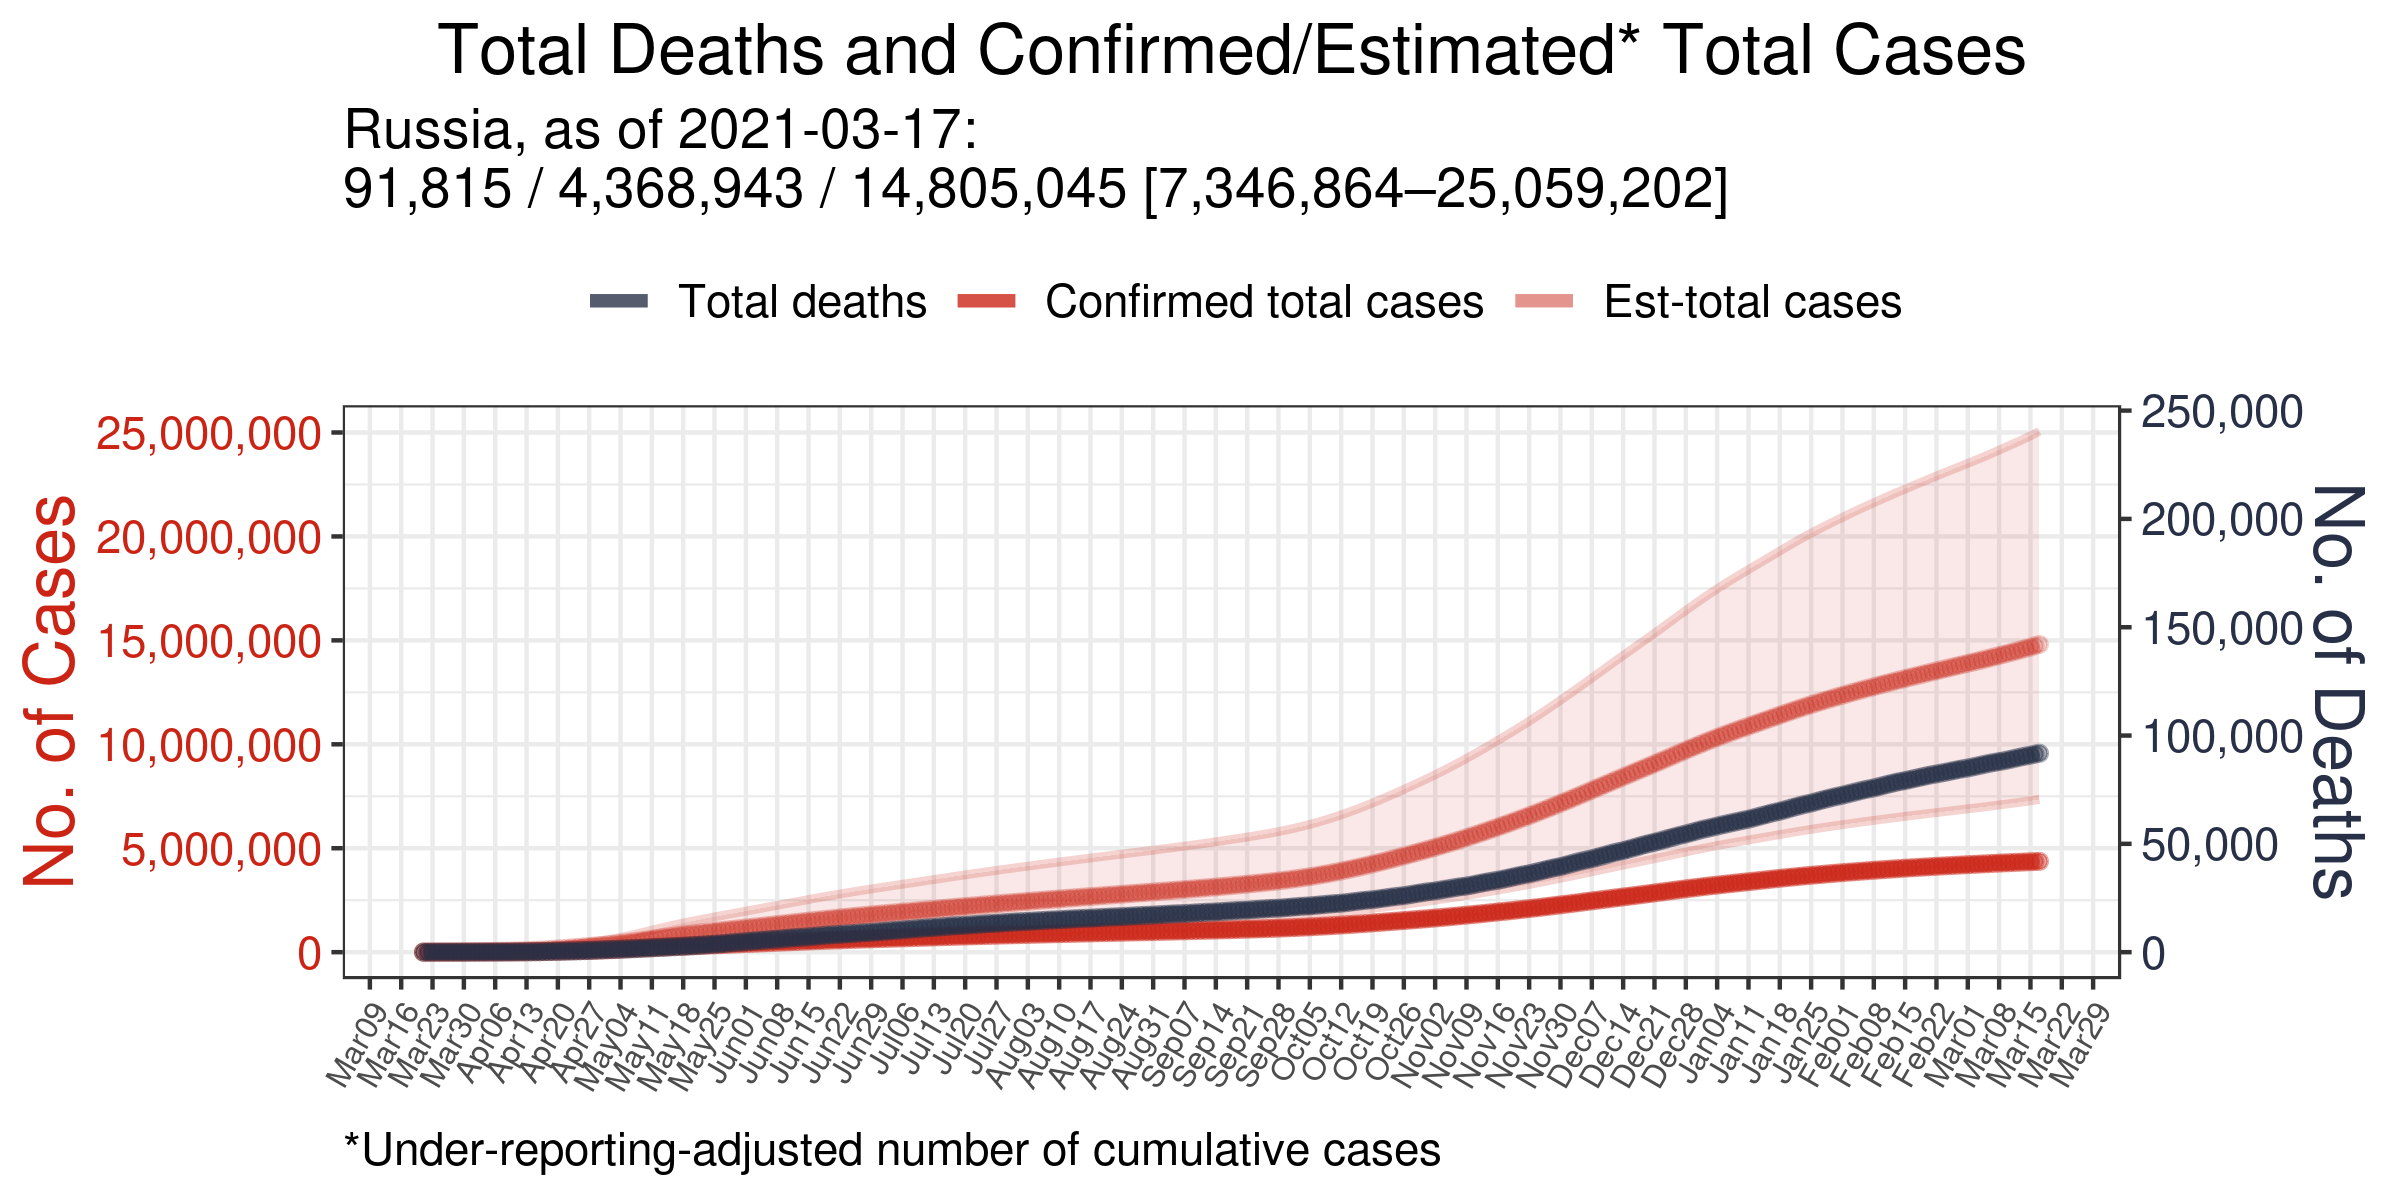 Total Deaths and Confirmed/Estimated* Total Cases
Russia, as of 2021-03-17:
91,815 / 4,368,943 / 14,805,045 [7,346,864–25,059,202]
Total deaths
Confirmed total cases
Est-total cases
No. of Cases
25,000,000
20,000,000
15,000,000
10,000,000
5,000,000
0
250,000
200,000
150,000
100,000
50,000
0
No. of Deaths
Mar09
Mar16
Mar23
Mar30
Apr06
Apr13
Apr20
Apr27
May04
May11
May18
May25
Jun01
Jun08
Jun15
Jun22
Jun29
Jul06
Jul13
Jul20
Jul27
Aug03
Aug10
Aug17
Aug24
Aug31
Sep07
Sep14
Sep21
Sep28
Oct05
Oct12
Oct19
Oct26
Nov02
Nov09
Nov16
Nov23
Nov30
Dec07
Dec14
Dec21
Dec28
Jan04
Jan11
Jan18
Jan25
Feb01
Feb08
Feb15
Feb22
Mar01
Mar08
Mar15
Mar22
Mar29
*Under-reporting-adjusted number of cumulative cases